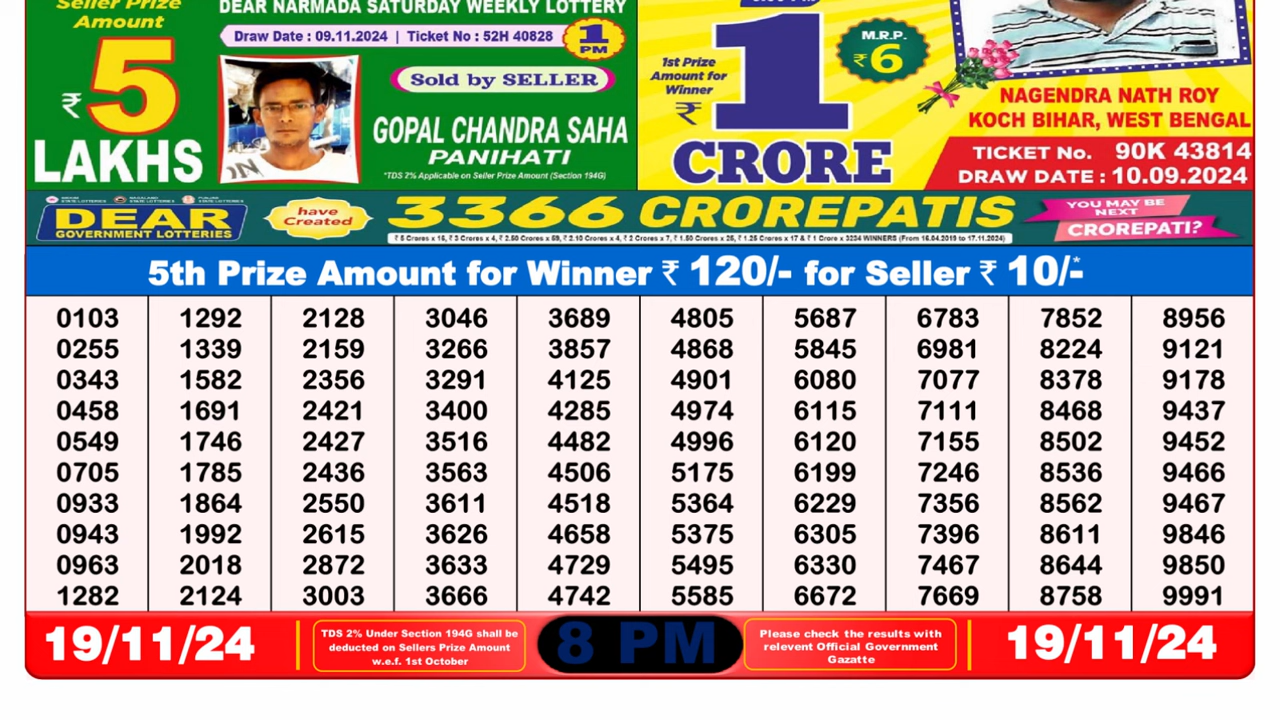 Seller Prize
Amount
₹ 5
LAKHS
DEAR NARMADA SATURDAY WEEKLY LOTTERY
Draw Date : 09.11.2024 | Ticket No : 52H 40828
1
PM
Sold by SELLER
GOPAL CHANDRA SAHA
PANIHATI
*TDS 2% Applicable on Seller Prize Amount (Section 194G)
1st Prize
Amount for
Winner
₹ 1
CRORE
M.R.P.
₹6
NAGENDRA NATH ROY
KOCH BIHAR, WEST BENGAL
TICKET No. 90K 43814
DRAW DATE : 10.09.2024
DEAR
GOVERNMENT LOTTERIES
have
Created
3366 CROREPATIS
YOU MAY BE
NEXT
CROREPATI?
5th Prize Amount for Winner ₹ 120/- for Seller ₹ 10/-*
0103 1292 2128 3046 3689 4805 5687 6783 7852 8956
0255 1339 2159 3266 3857 4868 5845 6981 8224 9121
0343 1582 2356 3291 4125 4901 6080 7077 8378 9178
0458 1691 2421 3400 4285 4974 6115 7111 8468 9437
0549 1746 2427 3516 4482 4996 6120 7155 8502 9452
0705 1785 2436 3563 4506 5175 6199 7246 8536 9466
0933 1864 2550 3611 4518 5364 6229 7356 8562 9467
0943 1992 2615 3626 4658 5375 6305 7396 8611 9846
0963 2018 2872 3633 4729 5495 6330 7467 8644 9850
1282 2124 3003 3666 4742 5585 6672 7669 8758 9991
19/11/24
TDS 2% Under Section 194G shall be
deducted on Sellers Prize Amount
w.e.f. 1st October
8 PM
Please check the results with
relevent Official Government
Gazatte
19/11/24